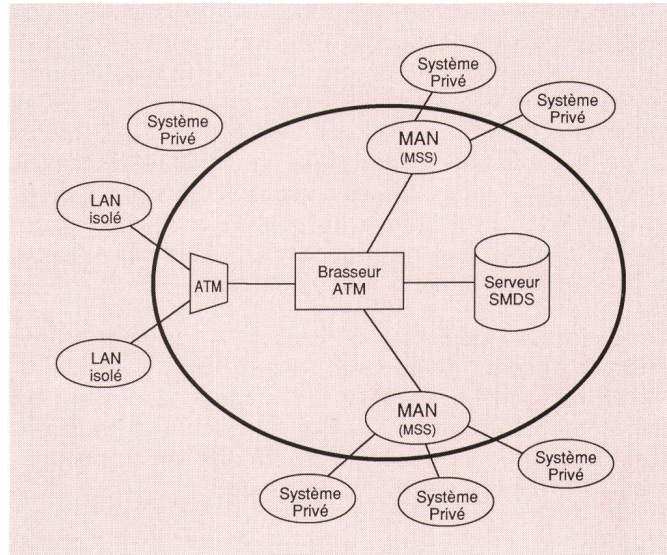 Système
Privé
Système
Privé
Système
Privé
MAN
(MSS)
LAN
isolé
ATM
Brasseur
ATM
Serveur
SMDS
LAN
isolé
MAN
(MSS)
Système
Privé
Système
Privé
Système
Privé